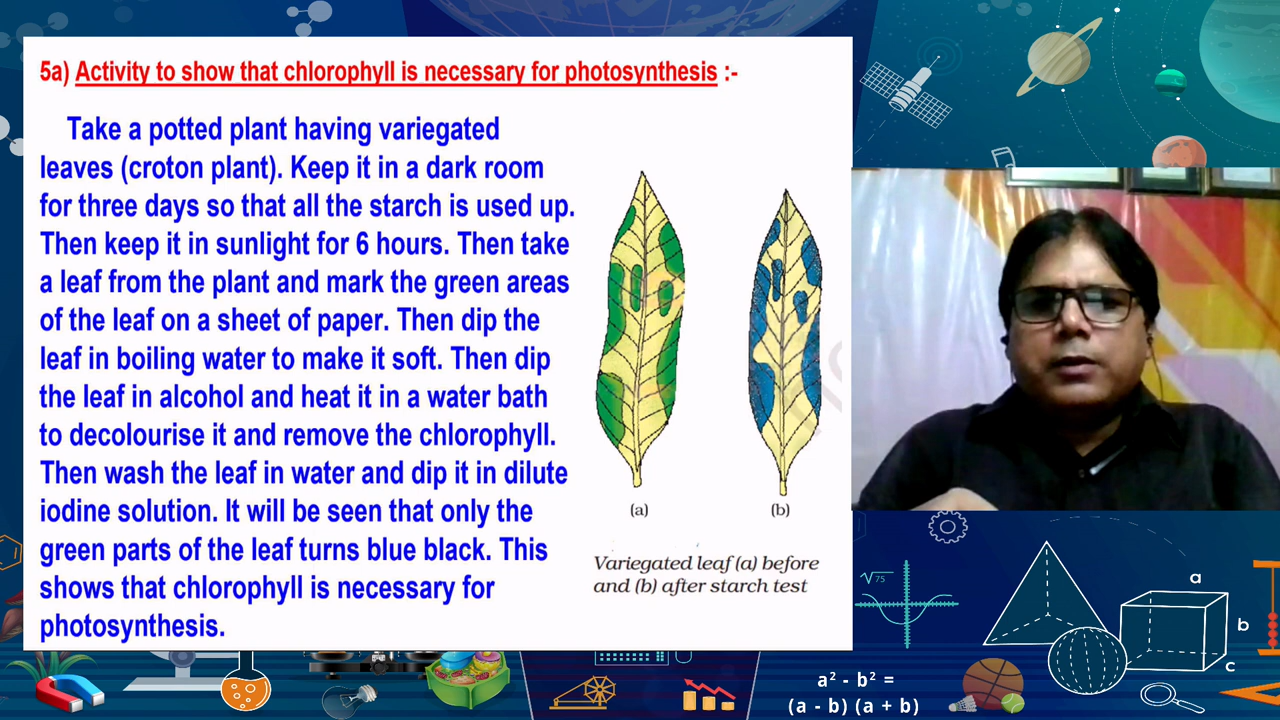 5a) Activity to show that chlorophyll is necessary for photosynthesis :-
Take a potted plant having variegated
leaves (croton plant). Keep it in a dark room
for three days so that all the starch is used up.
Then keep it in sunlight for 6 hours. Then take
a leaf from the plant and mark the green areas
of the leaf on a sheet of paper. Then dip the
leaf in boiling water to make it soft. Then dip
the leaf in alcohol and heat it in a water bath
to decolourise it and remove the chlorophyll.
Then wash the leaf in water and dip it in dilute
iodine solution. It will be seen that only the
green parts of the leaf turns blue black. This
shows that chlorophyll is necessary for
photosynthesis.
(a)
(b)
Variegated leaf (a) before
and (b) after starch test
√75
a
b
c
a² - b² =
(a - b) (a + b)